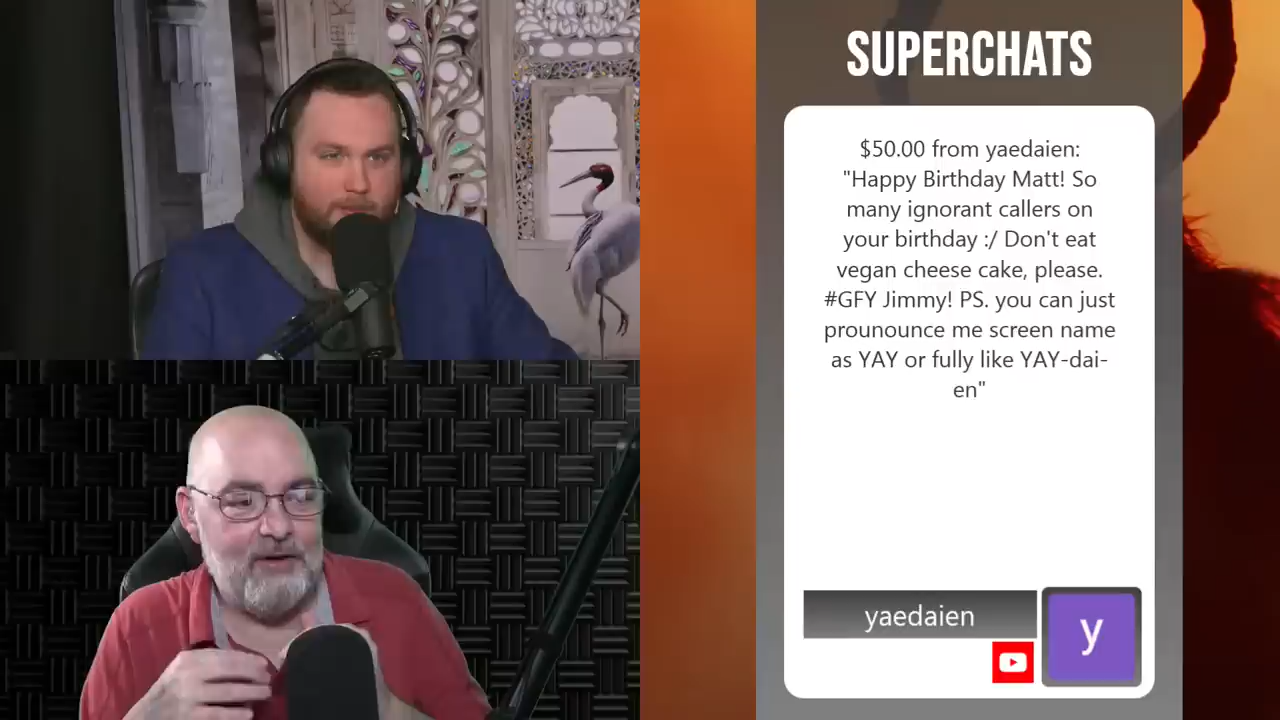 SUPERCHATS
$50.00 from yaedaien:
"Happy Birthday Matt! So
many ignorant callers on
your birthday :/ Don't eat
vegan cheese cake, please.
#GFY Jimmy! PS. you can just
prounounce me screen name
as YAY or fully like YAY-dai-
en"
yaedaien
y